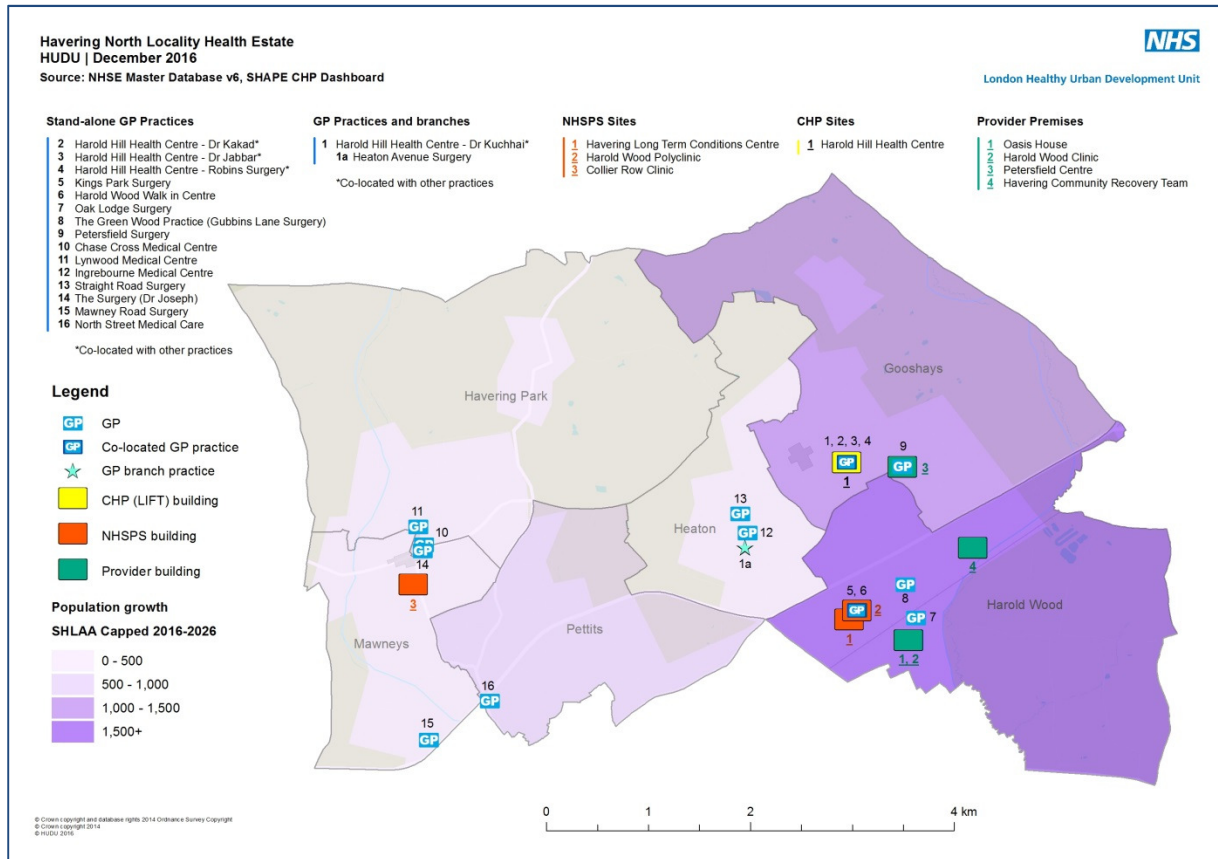 Havering North Locality Health Estate
HUDU | December 2016
Source: NHSE Master Database v6, SHAPE CHP Dashboard
NHS
London Healthy Urban Development Unit
Stand-alone GP Practices
2 Harold Hill Health Centre - Dr Kakad*
3 Harold Hill Health Centre - Dr Jabbar*
4 Harold Hill Health Centre - Robins Surgery*
5 Kings Park Surgery
6 Harold Wood Walk in Centre
7 Oak Lodge Surgery
8 The Green Wood Practice (Gubbins Lane Surgery)
9 Petersfield Surgery
10 Chase Cross Medical Centre
11 Lynwood Medical Centre
12 Ingrebourne Medical Centre
13 Straight Road Surgery
14 The Surgery (Dr Joseph)
15 Mawney Road Surgery
16 North Street Medical Care
*Co-located with other practices
GP Practices and branches
1 Harold Hill Health Centre - Dr Kuchhai*
1a Heaton Avenue Surgery
*Co-located with other practices
NHSPS Sites
1 Havering Long Term Conditions Centre
2 Harold Wood Polyclinic
3 Collier Row Clinic
CHP Sites
1 Harold Hill Health Centre
Provider Premises
1 Oasis House
2 Harold Wood Clinic
3 Petersfield Centre
4 Havering Community Recovery Team
Legend
GP GP
GP Co-located GP practice
GP branch practice
CHP (LIFT) building
NHSPS building
Provider building
Population growth
SHLAA Capped 2016-2026
0 - 500
500 - 1,000
1,000 - 1,500
1,500+
Gooshays
Havering Park
1, 2, 3, 4
GP
1
9
GP
3
13
GP
Heaton
GP 12
1a
11
GP
10
GP
GP
14
3
4
5, 6
GP
2
1
GP
8
GP 7
1, 2
Harold Wood
Pettits
Mawneys
16
GP
15
GP
0 1 2 4 km
© Crown copyright and database rights 2014 Ordnance Survey Copyright
© Crown copyright 2014
© HUDU 2016